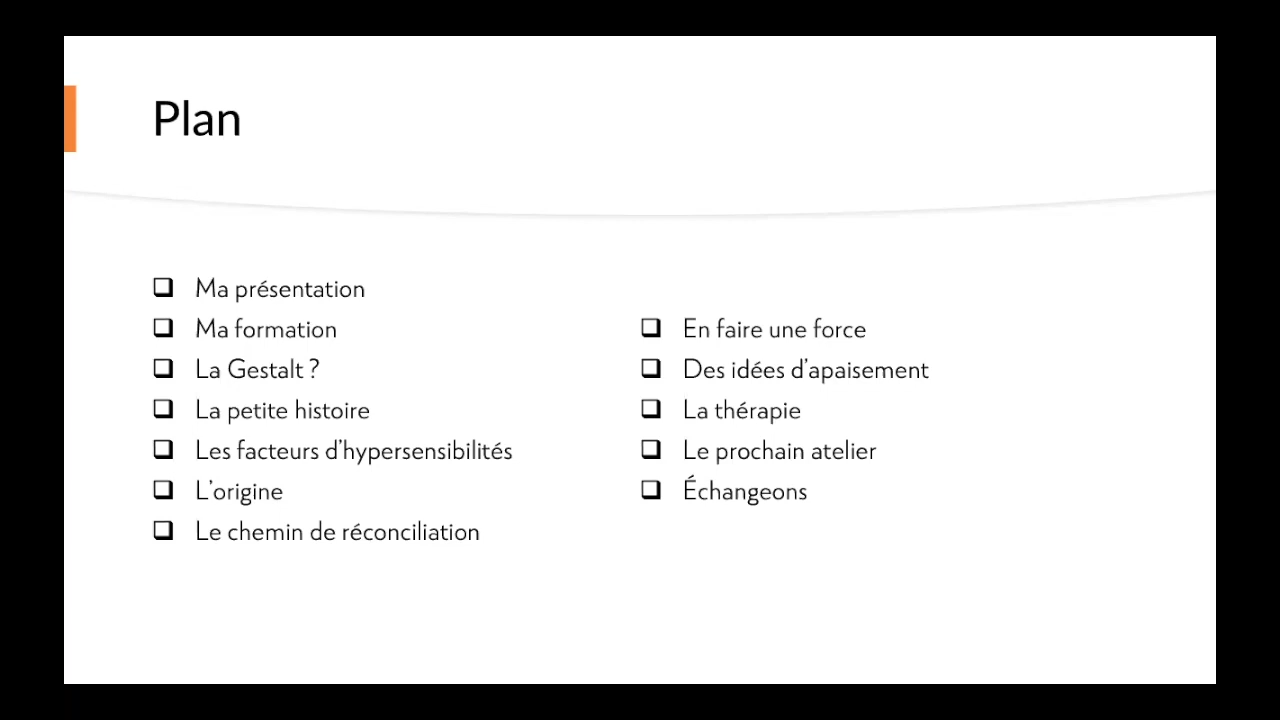 Plan
Ma présentation
Ma formation
La Gestalt ?
La petite histoire
Les facteurs d’hypersensibilités
L’origine
Le chemin de réconciliation
En faire une force
Des idées d’apaisement
La thérapie
Le prochain atelier
Échangeons